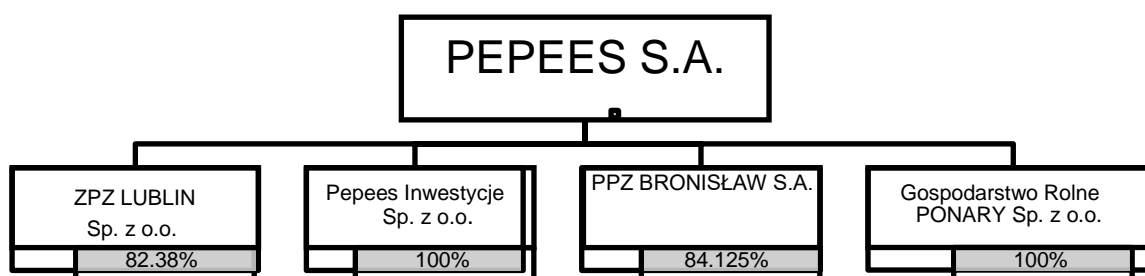 PEPEES S.A.
ZPZ LUBLIN
Sp. z o.o.
82.38%
Pepees Inwestycje
Sp. z o.o.
100%
PPZ BRONISŁAW S.A.
84.125%
Gospodarstwo Rolne
PONARY Sp. z o.o.
100%